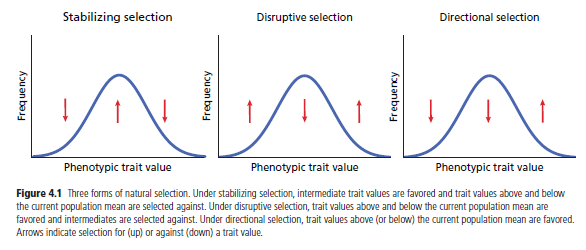 Stabilizing selection
Disruptive selection
Directional selection
Frequency
Frequency
Frequency
Phenotypic trait value
Phenotypic trait value
Phenotypic trait value
Figure 4.1 Three forms of natural selection. Under stabilizing selection, intermediate trait values are favored and trait values above and below
the current population mean are selected against. Under disruptive selection, trait values above and below the current population mean are
favored and intermediates are selected against. Under directional selection, trait values above (or below) the current population mean are favored.
Arrows indicate selection for (up) or against (down) a trait value.